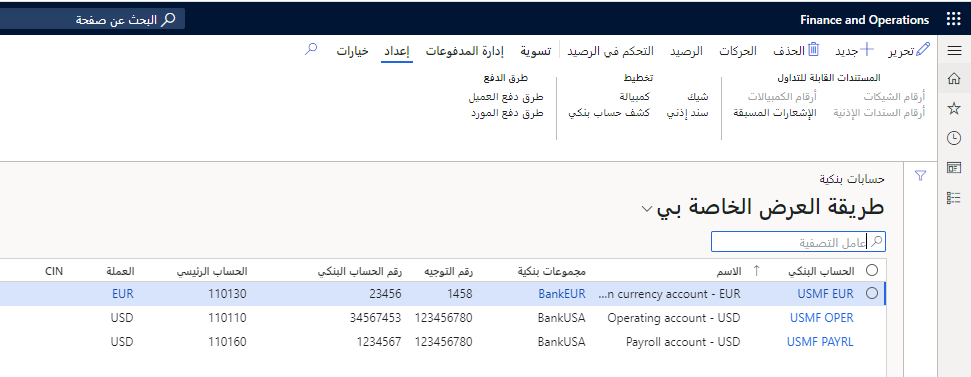 Finance and Operations
البحث عن صفحة
تحرير
جديد
الحذف
الحركات
الرصيد
التحكم في الرصيد
تسوية
إدارة المدفوعات
إعداد
خيارات
المستندات القابلة للتداول
أرقام الشيكات
أرقام الكمبيالات
أرقام السندات الإذنية
الإشعارات المسبقة
تخطيط
شيك
كمبيالة
سند إذني
كشف حساب بنكي
طرق الدفع
طرق دفع العميل
طرق دفع المورد
حسابات بنكية
طريقة العرض الخاصة بي
عامل التصفية
الحساب البنكي الاسم مجموعات بنكية رقم التوجيه رقم الحساب البنكي الحساب الرئيسي العملة CIN
USMF EUR ...n currency account - EUR BankEUR 1458 23456 110130 EUR
USMF OPER Operating account - USD BankUSA 123456780 34567453 110110 USD
USMF PAYRL Payroll account - USD BankUSA 123456780 1234567 110160 USD